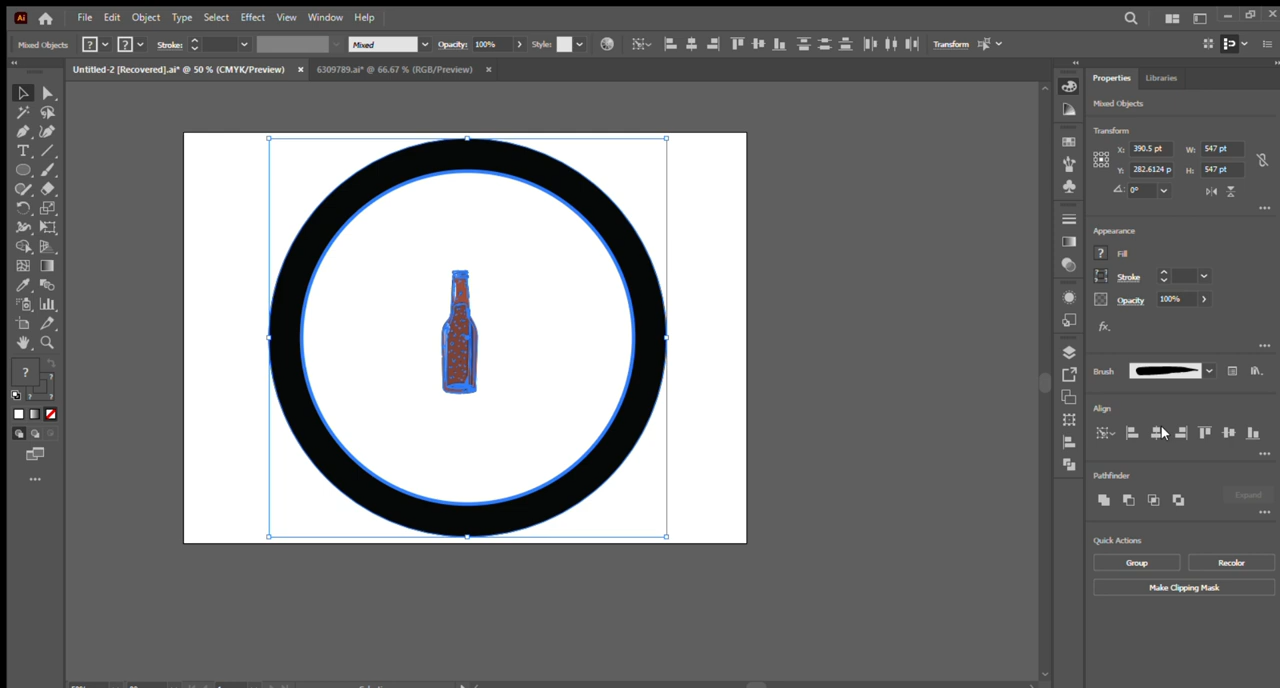 Ai File Edit Object Type Select Effect View Window Help
Mixed Objects ? ? Stroke: Mixed Opacity: 100% Style: Transform
Untitled-2 [Recovered].ai* @ 50 % (CMYK/Preview) × 6309789.ai* @ 66.67 % (RGB/Preview) ×
Properties Libraries
Mixed Objects
Transform
X: 390.5 pt W: 547 pt
Y: 282.6124 p H: 547 pt
0°
Appearance
? Fill
Stroke
Opacity 100%
fx.
Brush
Align
Pathfinder
Expand
Quick Actions
Group Recolor
Make Clipping Mask